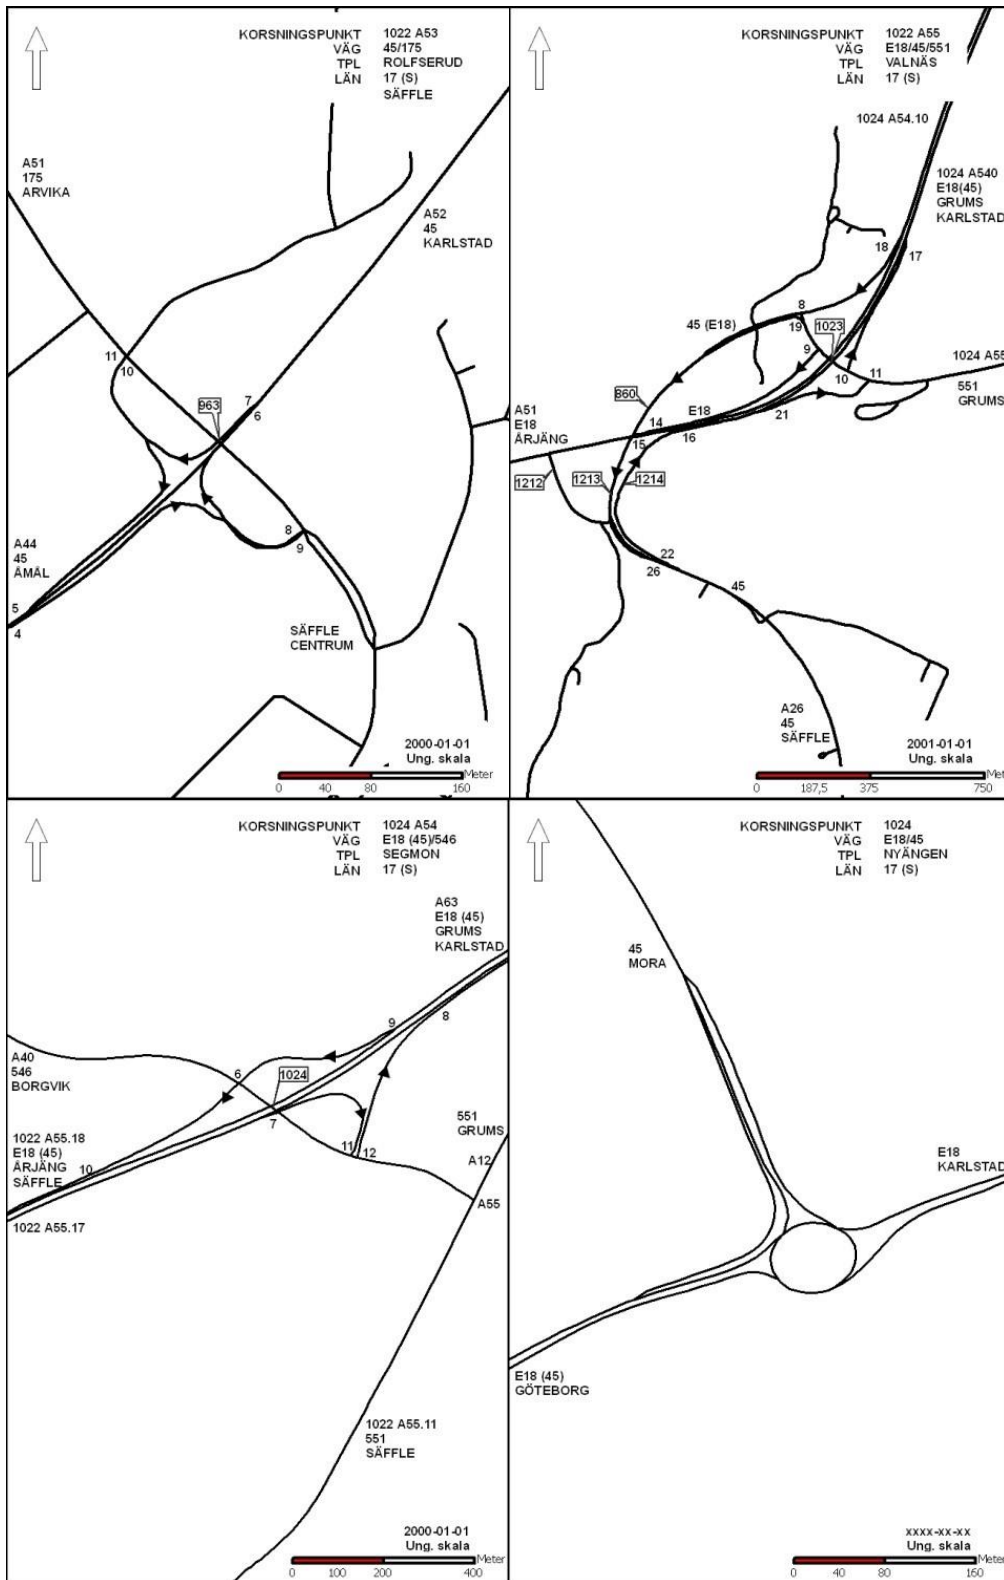 KORSNINGSPUNKT 1022 A53
VÄG 45/175
TPL ROLFSERUD
LÄN 17 (S)
SÄFFLE
A51
175
ARVIKA
A52
45
KARLSTAD
11
10
963
7
6
8
9
A44
45
ÅMÅL
5
4
SÄFFLE
CENTRUM
2000-01-01
Ung. skala
Meter
0 40 80 160
KORSNINGSPUNKT 1022 A55
VÄG E18/45/551
TPL VALNÄS
LÄN 17 (S)
1024 A54.10
1024 A540
E18(45)
GRUMS
KARLSTAD
18
17
8
19
45 (E18)
1023
9
10
11
1024 A55
551
GRUMS
860
E18
21
A51
E18
ÅRJÄNG
14
15
16
1212
1213
1214
22
26
45
A26
45
SÄFFLE
2001-01-01
Ung. skala
Meter
0 187,5 375 750
KORSNINGSPUNKT 1024 A54
VÄG E18 (45)/546
TPL SEGMON
LÄN 17 (S)
A63
E18 (45)
GRUMS
KARLSTAD
9
8
A40
546
BORGVIK
6
1024
7
551
GRUMS
11
12
A12
1022 A55.18
E18 (45)
ÅRJÄNG
SÄFFLE
10
A55
1022 A55.17
1022 A55.11
551
SÄFFLE
2000-01-01
Ung. skala
Meter
0 100 200 400
KORSNINGSPUNKT 1024
VÄG E18/45
TPL NYÄNGEN
LÄN 17 (S)
45
MORA
E18
KARLSTAD
E18 (45)
GÖTEBORG
xxxx-xx-xx
Ung. skala
Meter
0 40 80 160